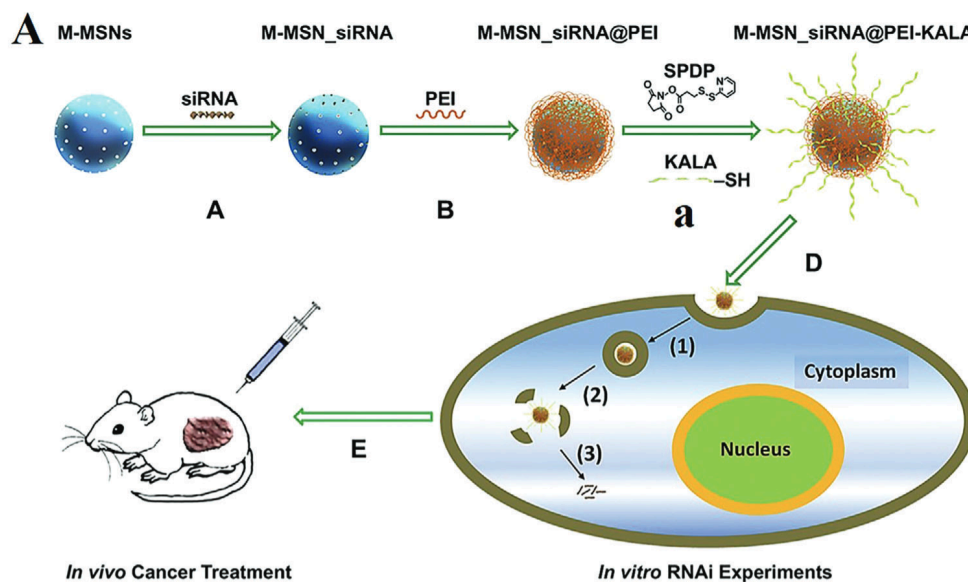 A
M-MSNs
M-MSN_siRNA
M-MSN_siRNA@PEI
M-MSN_siRNA@PEI-KALA
siRNA
PEI
SPDP
KALA
-SH
A
B
a
D
(1)
(2)
(3)
Cytoplasm
Nucleus
E
In vivo Cancer Treatment
In vitro RNAi Experiments